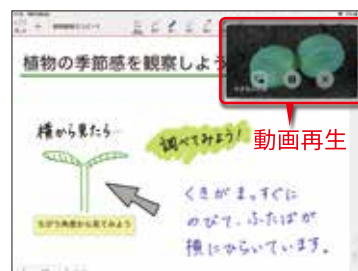 植物の季節感を観察しよう
動画再生
横から見たら…
調べてみよう!
ちがう角度から見てみよう
くきがまっすぐに
のびて、ふたばが
横にひらいています。